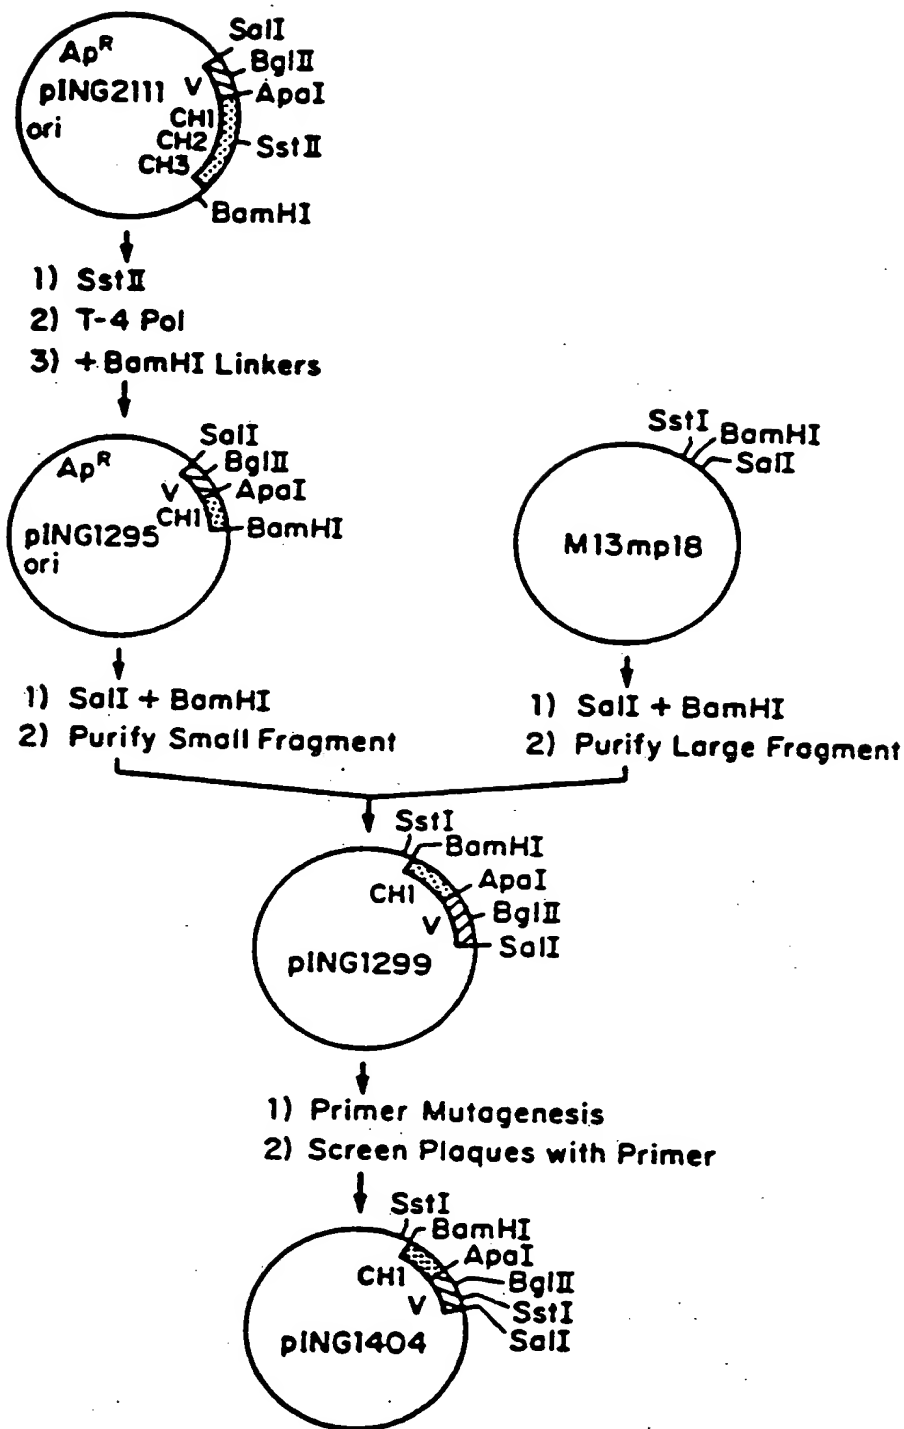 SalI
Ap^R
BglII
V
pING2111
ApaI
CH1
ori
CH2
SstII
CH3
BamHI
1) SstII
2) T-4 Pol
3) +BamHI Linkers
SalI
Ap^R
BglII
V
ApaI
CH1
BamHI
pING1295
ori
SstI
BamHI
SalI
M13mp18
1) SalI + BamHI
2) Purify Small Fragment
1) SalI + BamHI
2) Purify Large Fragment
SstI
BamHI
ApaI
CH1
BglII
V
SalI
pING1299
1) Primer Mutagenesis
2) Screen Plaques with Primer
SstI
BamHI
ApaI
CH1
BglII
V
SstI
SalI
pING1404